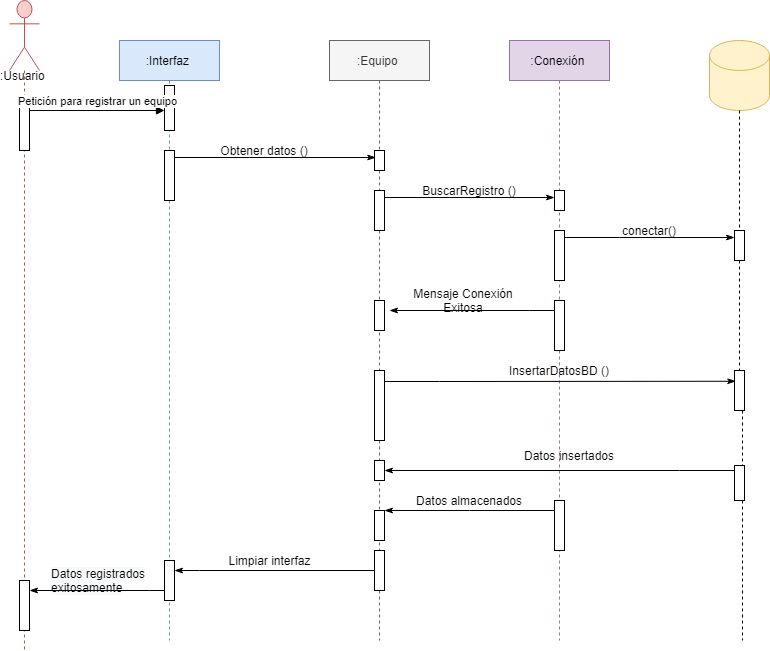 :Usuario
:Interfaz
:Equipo
:Conexión
Petición para registrar un equipo
Obtener datos ()
BuscarRegistro ()
conectar()
Mensaje Conexión
Exitosa
InsertarDatosBD ()
Datos insertados
Datos almacenados
Limpiar interfaz
Datos registrados
exitosamente